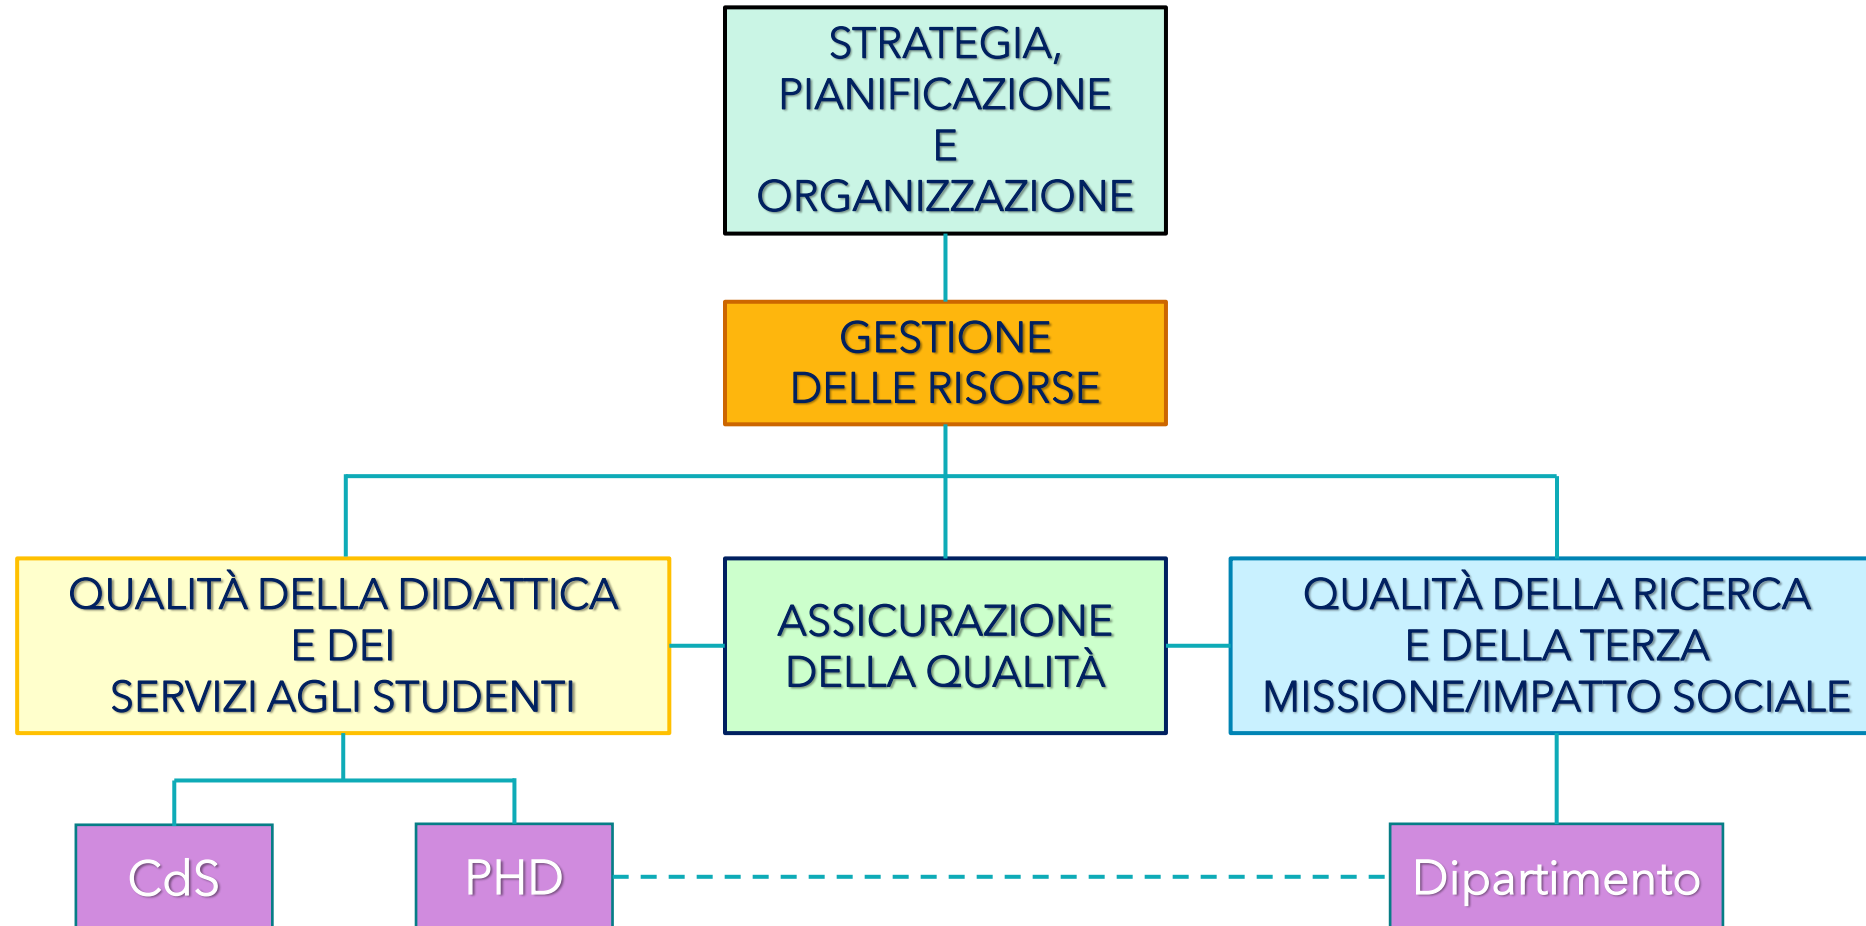 STRATEGIA,
PIANIFICAZIONE
E
ORGANIZZAZIONE
GESTIONE
DELLE RISORSE
QUALITÀ DELLA DIDATTICA
E DEI
SERVIZI AGLI STUDENTI
ASSICURAZIONE
DELLA QUALITÀ
QUALITÀ DELLA RICERCA
E DELLA TERZA
MISSIONE/IMPATTO SOCIALE
CdS
PHD
Dipartimento